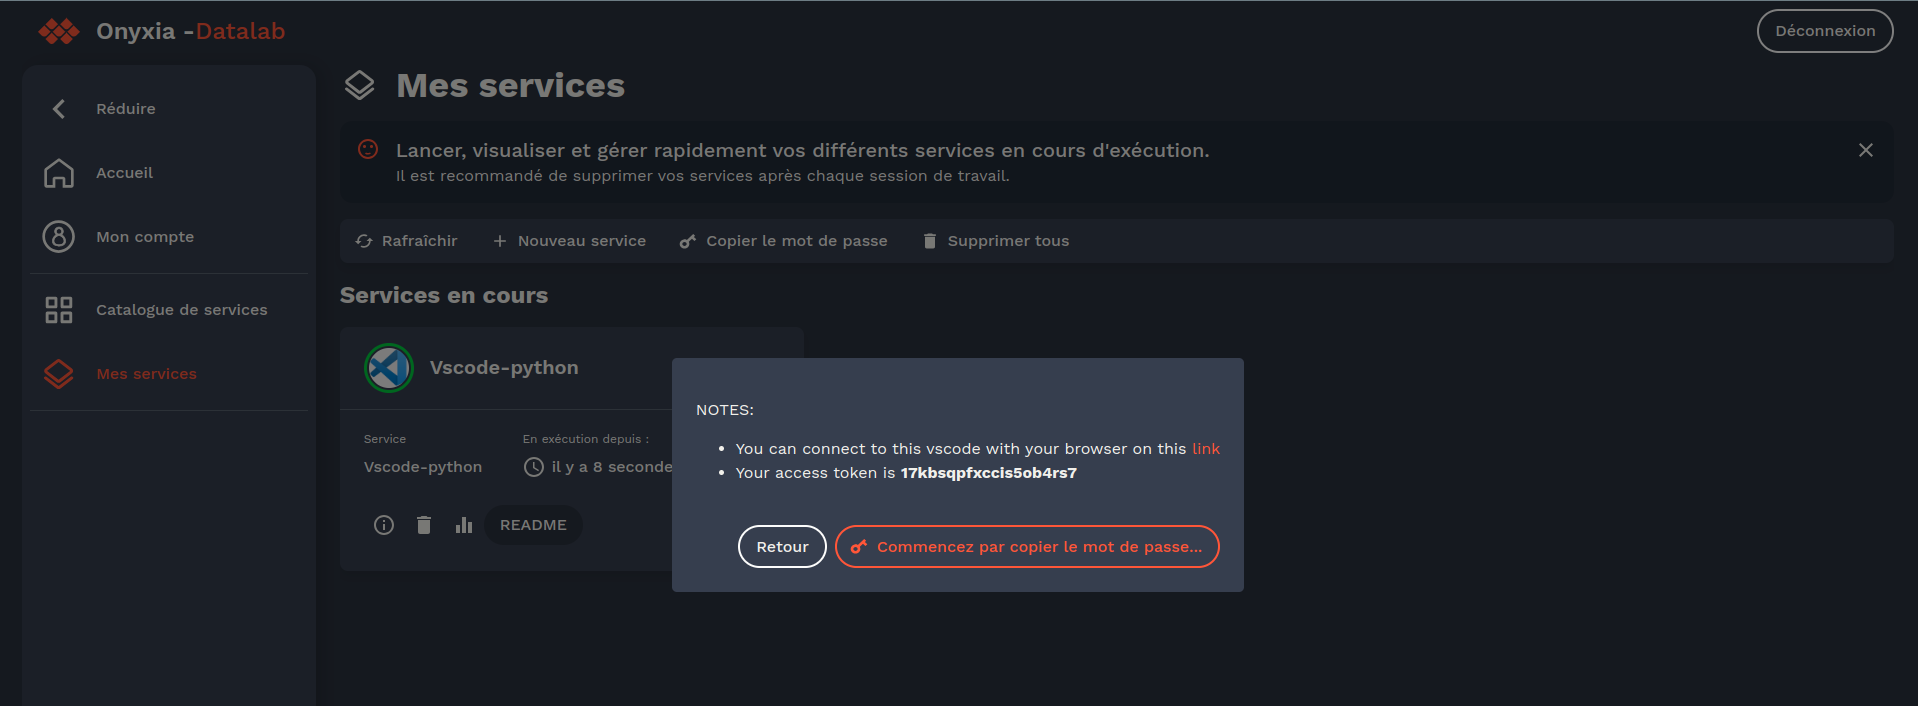 Onyxia -Datalab
Déconnexion
Réduire
Accueil
Mon compte
Catalogue de services
Mes services
Mes services
Lancer, visualiser et gérer rapidement vos différents services en cours d'exécution.
Il est recommandé de supprimer vos services après chaque session de travail.
Rafraîchir
Nouveau service
Copier le mot de passe
Supprimer tous
Services en cours
Vscode-python
Service
En exécution depuis :
Vscode-python
il y a 8 seconde
README
NOTES:
You can connect to this vscode with your browser on this link
Your access token is 17kbsqpfxccis5ob4rs7
Retour
Commencez par copier le mot de passe...